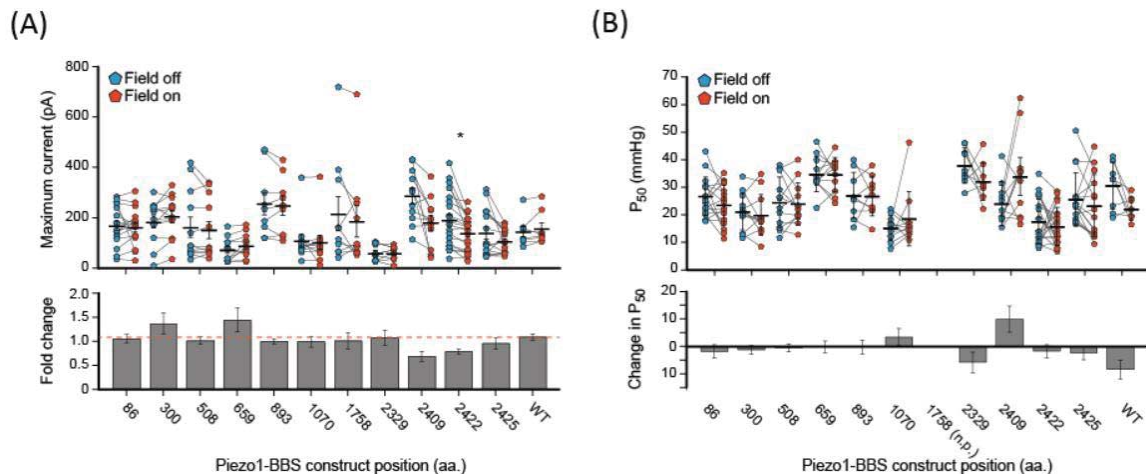 (A)
Maximum current (pA)
800
600
400
200
0
Field off
Field on
*
Fold change
2.0
1.5
1.0
0.5
0.0
86
300
508
659
893
1070
1758
2329
2409
2422
2425
WT
Piezo1-BBS construct position (aa.)
(B)
P50 (mmHg)
70
60
50
40
30
20
10
0
Field off
Field on
Change in P50
20
10
0
10
86
300
508
659
893
1070
1758 (n.p.)
2329
2409
2422
2425
WT
Piezo1-BBS construct position (aa.)